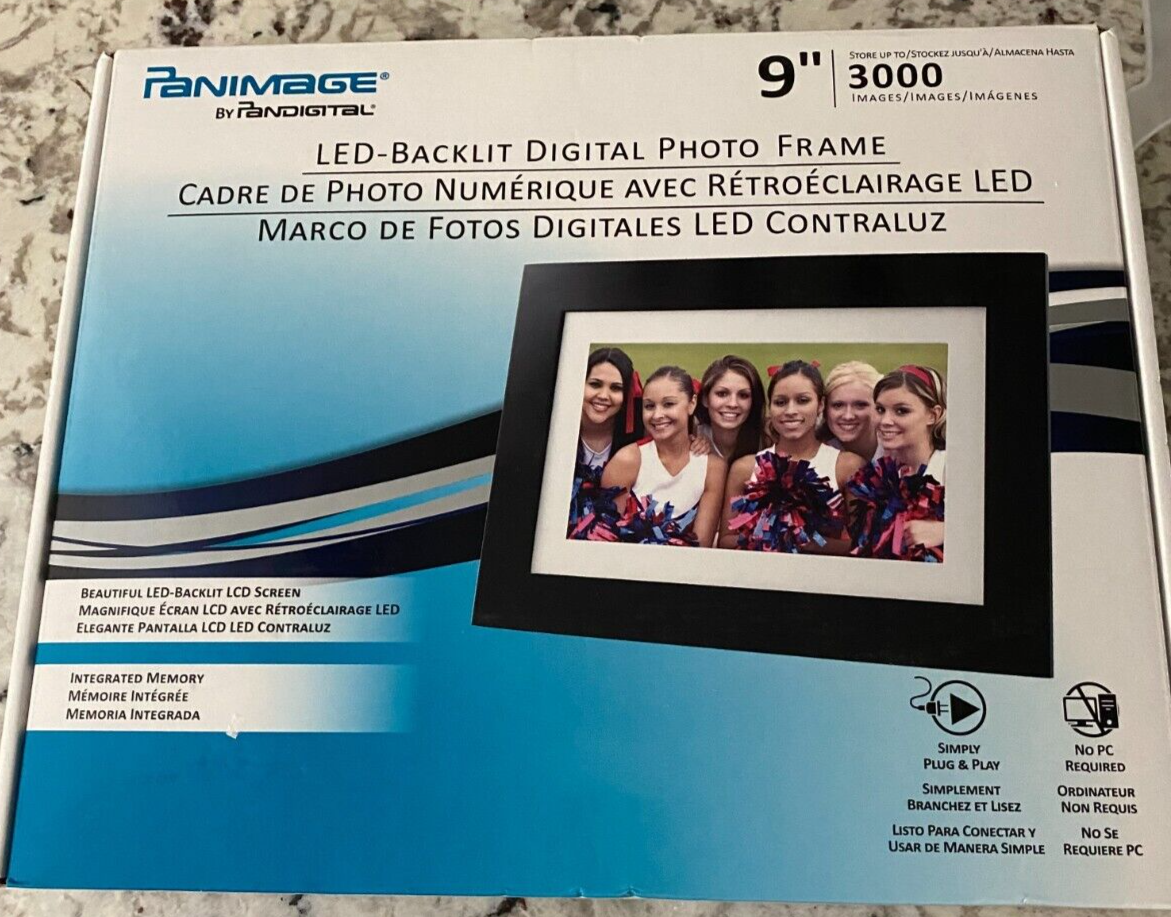 PANIMAGE®
BY PANDIGITAL®
9"
STORE UP TO/STOCKEZ JUSQU'À/ALMACENA HASTA
3000
IMAGES/IMAGES/IMÁGENES
LED-BACKLIT DIGITAL PHOTO FRAME
CADRE DE PHOTO NUMÉRIQUE AVEC RÉTROÉCLAIRAGE LED
MARCO DE FOTOS DIGITALES LED CONTRALUZ
BEAUTIFUL LED-BACKLIT LCD SCREEN
MAGNIFIQUE ÉCRAN LCD AVEC RÉTROÉCLAIRAGE LED
ELEGANTE PANTALLA LCD LED CONTRALUZ
INTEGRATED MEMORY
MÉMOIRE INTÉGRÉE
MEMORIA INTEGRADA
SIMPLY
PLUG & PLAY
SIMPLEMENT
BRANCHEZ ET LISEZ
LISTO PARA CONECTAR Y
USAR DE MANERA SIMPLE
NO PC
REQUIRED
ORDINATEUR
NON REQUIS
NO SE
REQUIERE PC